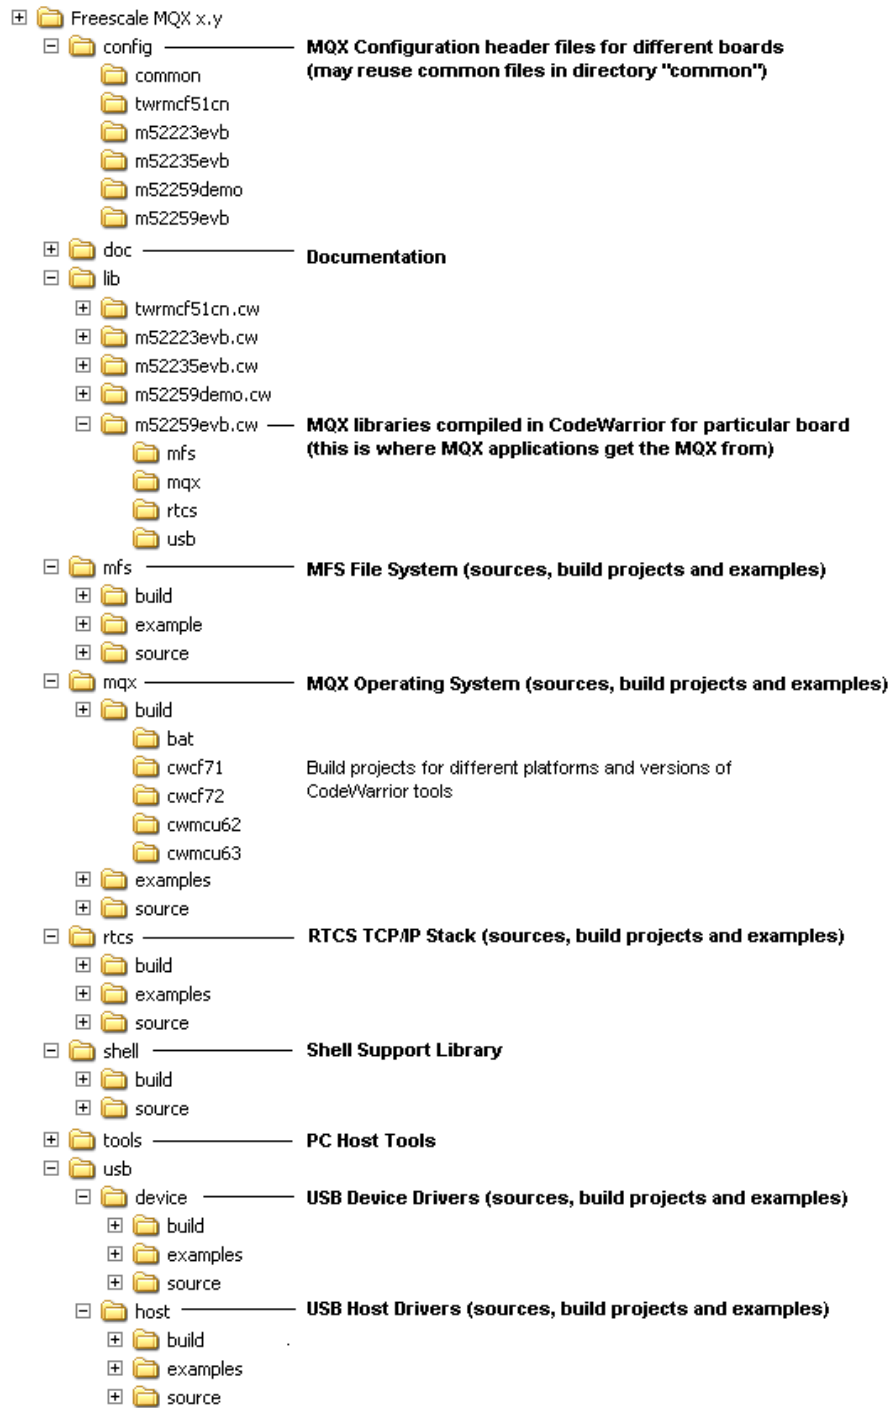 Freescale MQX x.y
config MQX Configuration header files for different boards
(may reuse common files in directory "common")
common
twrmcf51cn
m52223evb
m52235evb
m52259demo
m52259evb
doc Documentation
lib
twrmcf51cn.cw
m52223evb.cw
m52235evb.cw
m52259demo.cw
m52259evb.cw MQX libraries compiled in CodeWarrior for particular board
(this is where MQX applications get the MQX from)
mfs
mqx
rtcs
usb
mfs MFS File System (sources, build projects and examples)
build
example
source
mqx MQX Operating System (sources, build projects and examples)
build
bat
cwcf71 Build projects for different platforms and versions of
CodeWarrior tools
cwcf72
cwmcu62
cwmcu63
examples
source
rtcs RTCS TCP/IP Stack (sources, build projects and examples)
build
examples
source
shell Shell Support Library
build
source
tools PC Host Tools
usb
device USB Device Drivers (sources, build projects and examples)
build
examples
source
host USB Host Drivers (sources, build projects and examples)
build
examples
source